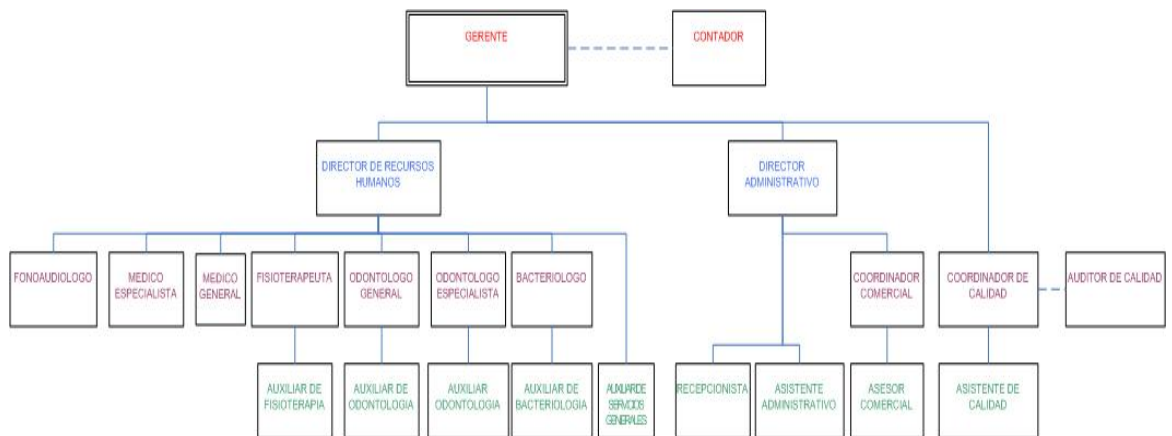 GERENTE
CONTADOR
DIRECTOR DE RECURSOS
HUMANOS
DIRECTOR
ADMINISTRATIVO
FONOAUDIOLOGO
MEDICO
ESPECIALISTA
MEDICO
GENERAL
FISIOTERAPEUTA
ODONTOLOGO
GENERAL
ODONTOLOGO
ESPECIALISTA
BACTERIOLOGO
COORDINADOR
COMERCIAL
COORDINADOR DE
CALIDAD
AUDITOR DE CALIDAD
AUXILIAR DE
FISIOTERAPIA
AUXILIAR DE
ODONTOLOGIA
AUXILIAR
ODONTOLOGIA
AUXILIAR DE
BACTERIOLOGIA
AUXILIAR DE
SERVICIOS
GENERALES
RECEPCIONISTA
ASISTENTE
ADMINISTRATIVO
ASESOR
COMERCIAL
ASISTENTE DE
CALIDAD